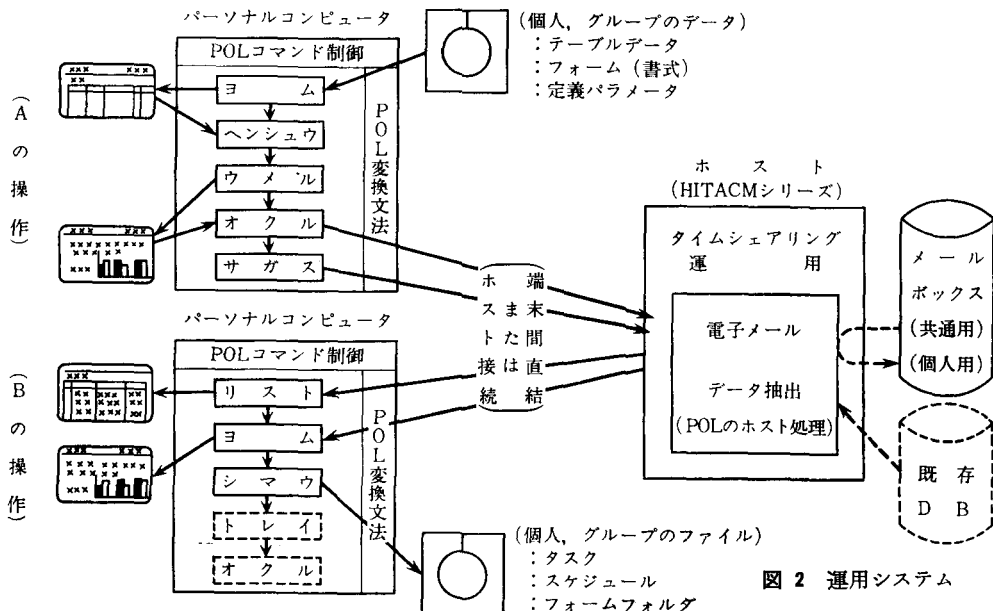 パーソナルコンピュータ
POLコマンド制御
ヨム
ヘンシュウ
ウメル
オクル
サガス
POL変換文法
(Aの操作)
××× ×××
××
××× ×××
×××
(個人,グループのデータ)
:テーブルデータ
:フォーム(書式)
:定義パラメータ
パーソナルコンピュータ
POLコマンド制御
リスト
ヨム
シマウ
トレイ
オクル
POL変換文法
(Bの操作)
(端末間直結
または
ホスト接続)
ホスト
(HITACMシリーズ)
タイムシェアリング
運用
電子メール
データ抽出
(POLのホスト処理)
メール
ボックス
(共通用)
(個人用)
既存
DB
(個人,グループのファイル)
:タスク
:スケジュール
:フォームフォルダ
図2 運用システム